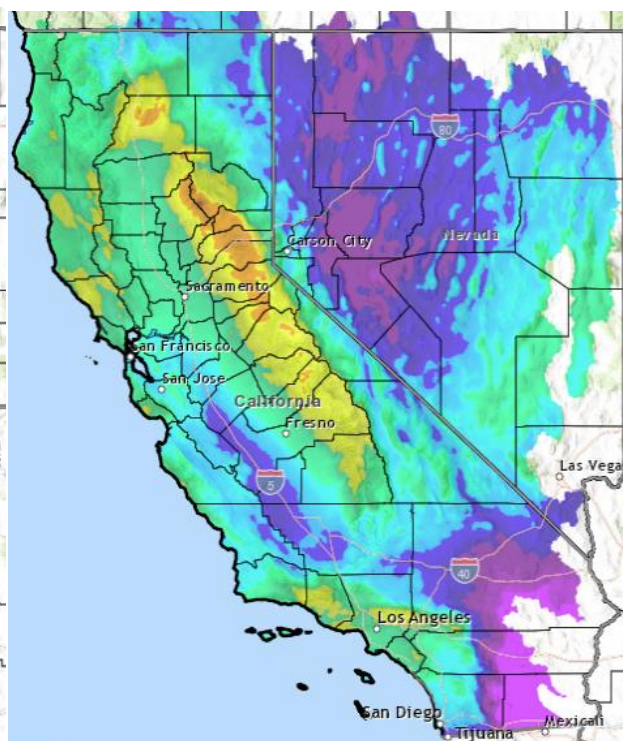 80
Carson City
Nevada
Sacramento
San Francisco
San Jose
California
Fresno
5
Las Vega
40
Los Angeles
San Diego
Tijuana
Mexicali